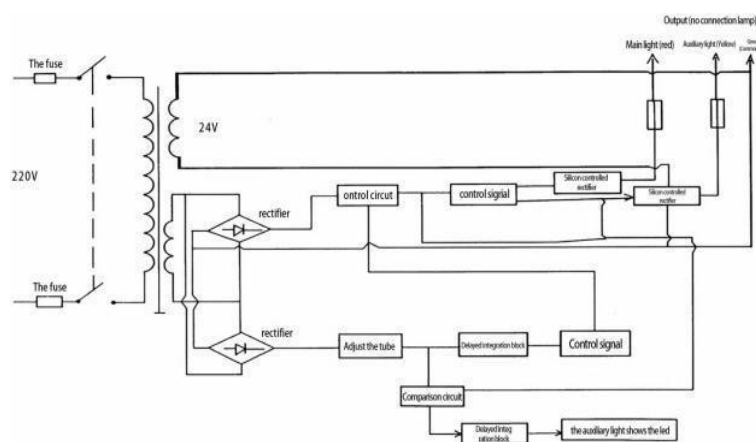 Output (no connection lamp)
Main light (red)
Auxiliary light (Yellow)
The fuse
24V
220V
Silicon controlled
rectifier
ontrol circut
control sigrial
Silicon controlled
rectifier
rectifier
The fuse
rectifier
Adjust the tube
Delayed integration block
Control signal
Comparison circuit
Delayed integ
ration block
the auxiliary light shows the led